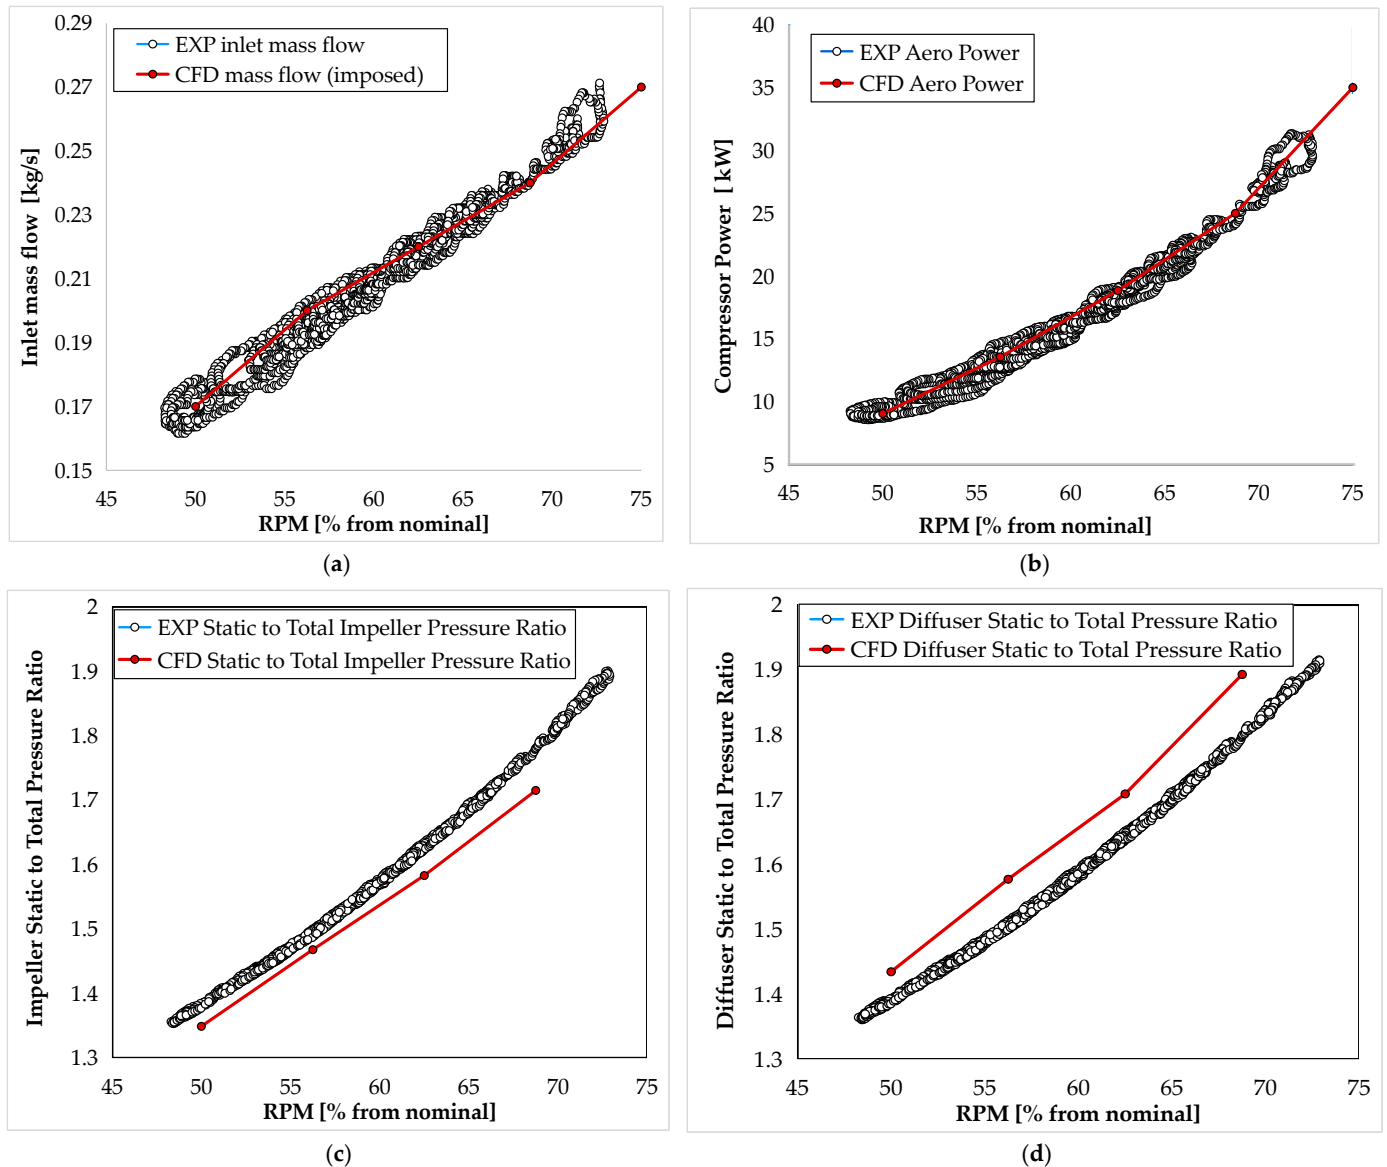 EXP inlet mass flow
CFD mass flow (imposed)
Inlet mass flow [kg/s]
0.29
0.27
0.25
0.23
0.21
0.19
0.17
0.15
45 50 55 60 65 70 75
RPM [% from nominal]
(a)
EXP Aero Power
CFD Aero Power
Compressor Power [ kW]
40
35
30
25
20
15
10
5
45 50 55 60 65 70 75
RPM [% from nominal]
(b)
EXP Static to Total Impeller Pressure Ratio
CFD Static to Total Impeller Pressure Ratio
Impeller Static to Total Pressure Ratio
2
1.9
1.8
1.7
1.6
1.5
1.4
1.3
45 50 55 60 65 70 75
RPM [% from nominal]
(c)
EXP Diffuser Static to Total Pressure Ratio
CFD Diffuser Static to Total Pressure Ratio
Diffuser Static to Total Pressure Ratio
2
1.9
1.8
1.7
1.6
1.5
1.4
1.3
45 50 55 60 65 70 75
RPM [% from nominal]
(d)